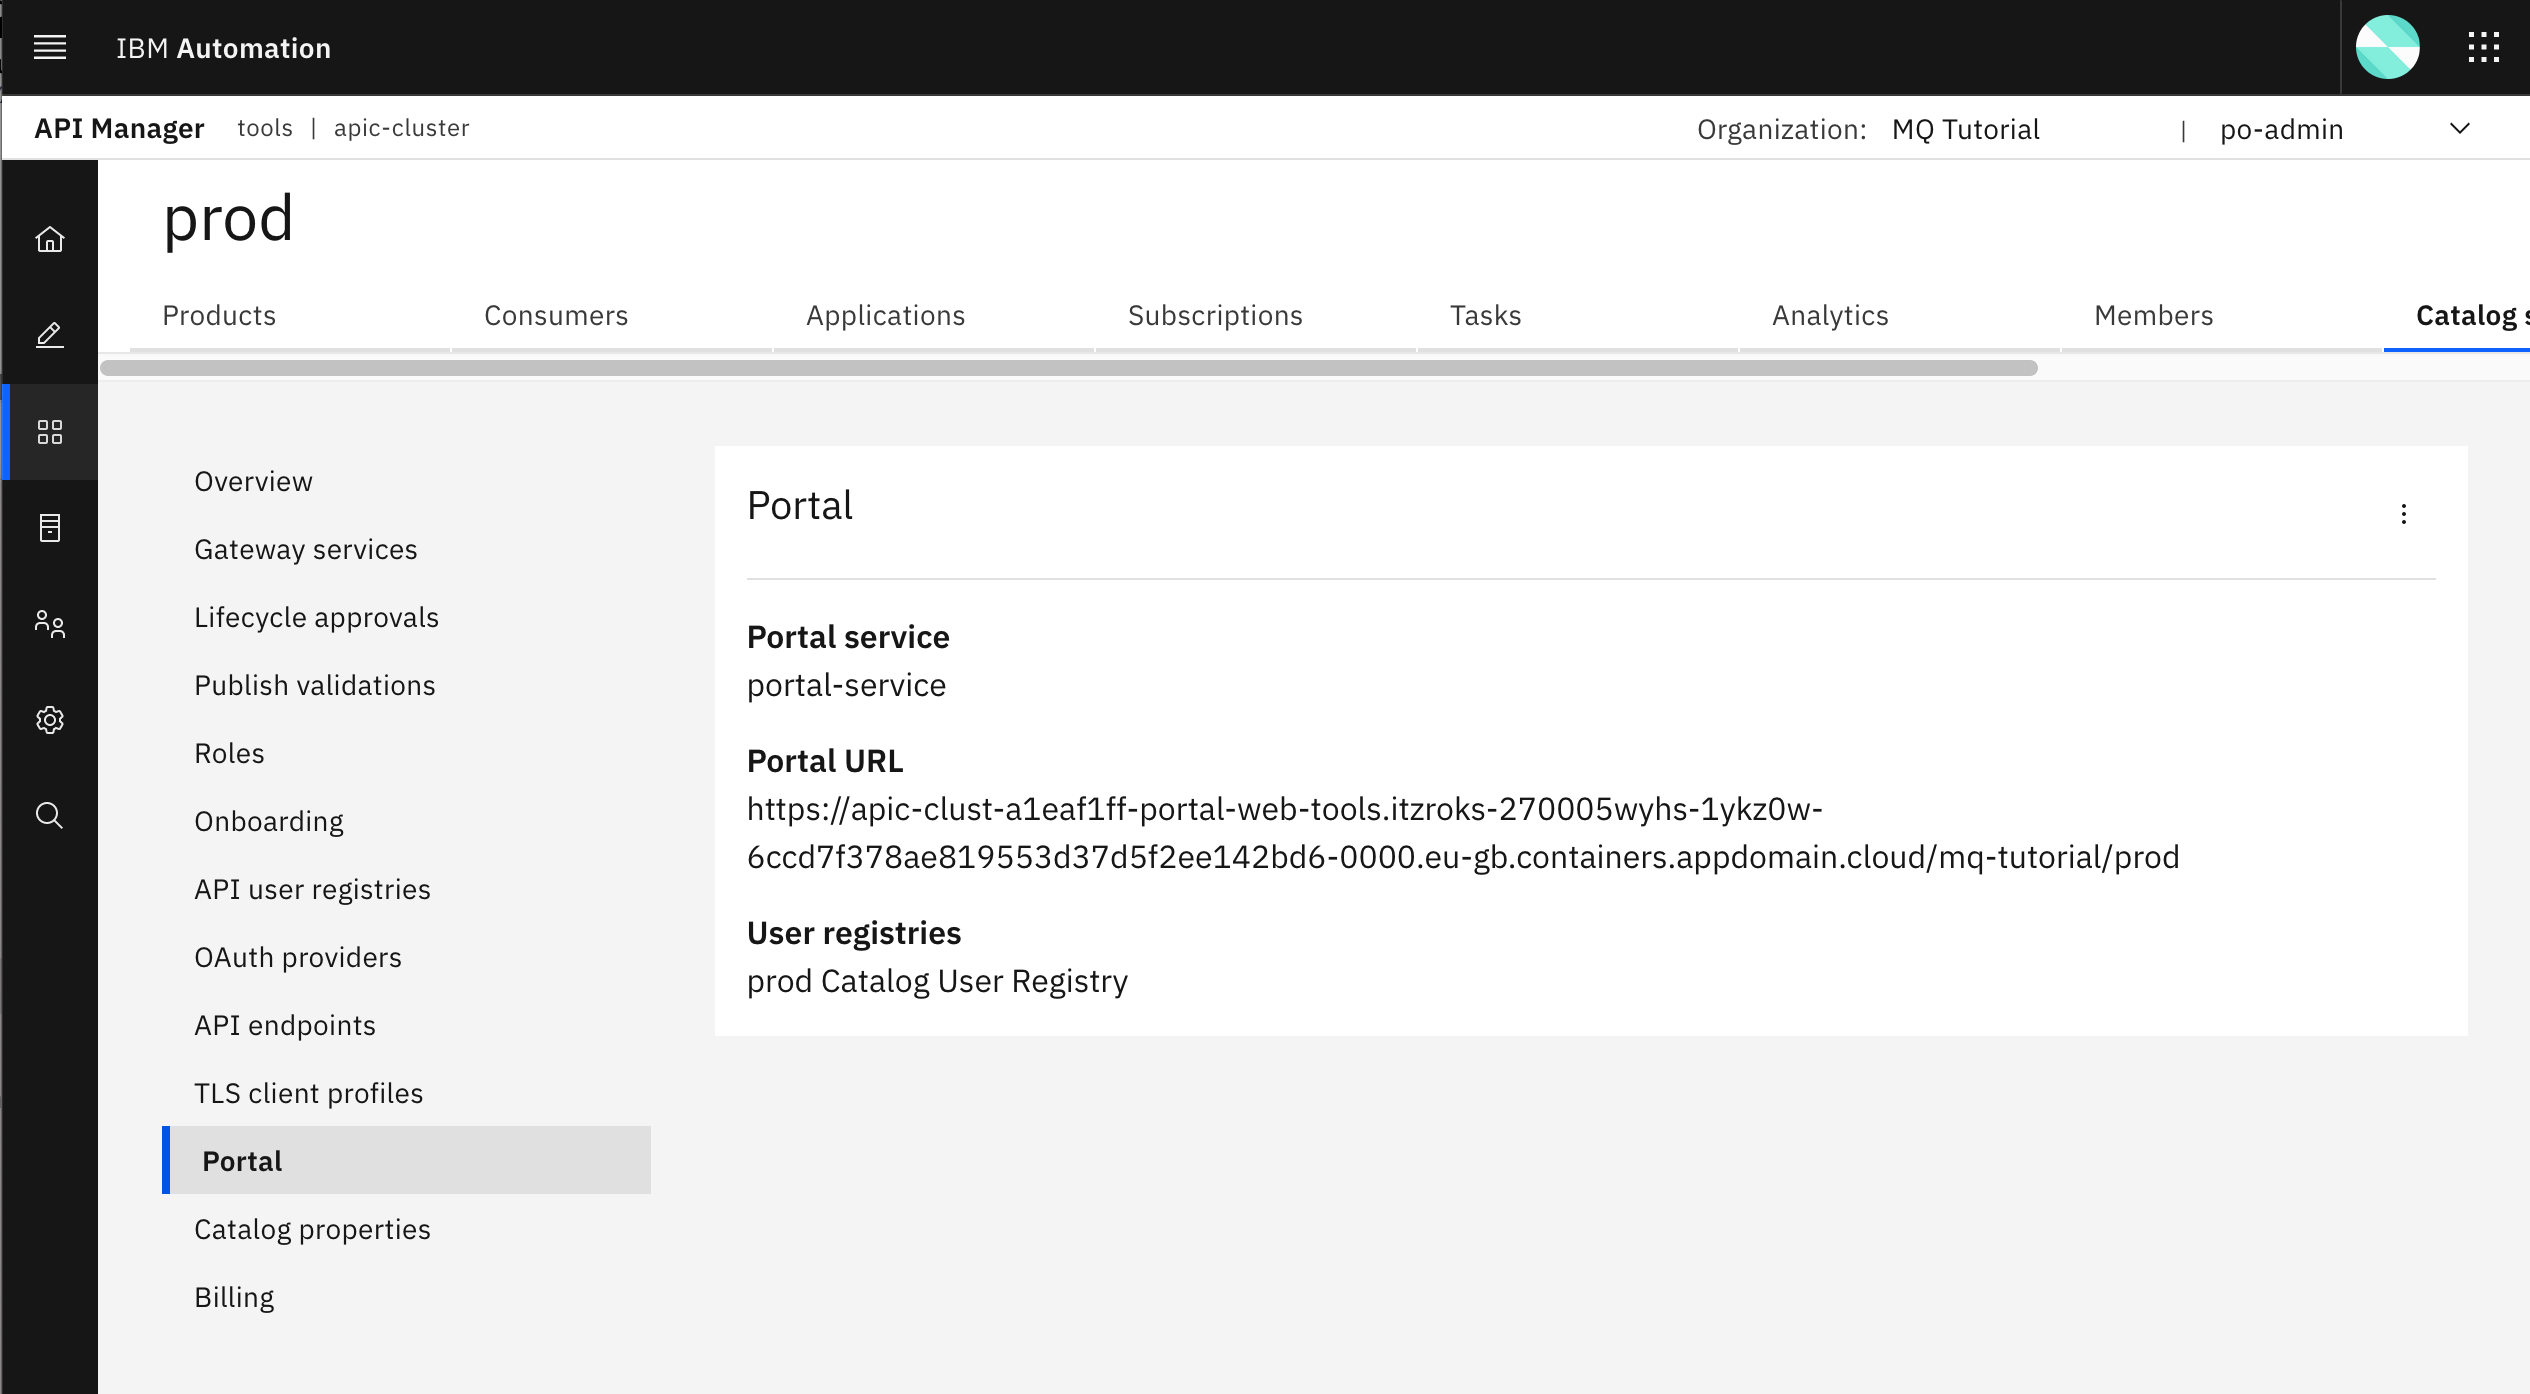 IBM Automation
API Manager tools | apic-cluster Organization: MQ Tutorial | po-admin
prod
Products Consumers Applications Subscriptions Tasks Analytics Members Catalog
Overview
Gateway services
Lifecycle approvals
Publish validations
Roles
Onboarding
API user registries
OAuth providers
API endpoints
TLS client profiles
Portal
Catalog properties
Billing
Portal
Portal service
portal-service
Portal URL
https://apic-clust-a1eaf1ff-portal-web-tools.itzroks-270005wyhs-1ykz0w-
6ccd7f378ae819553d37d5f2ee142bd6-0000.eu-gb.containers.appdomain.cloud/mq-tutorial/prod
User registries
prod Catalog User Registry